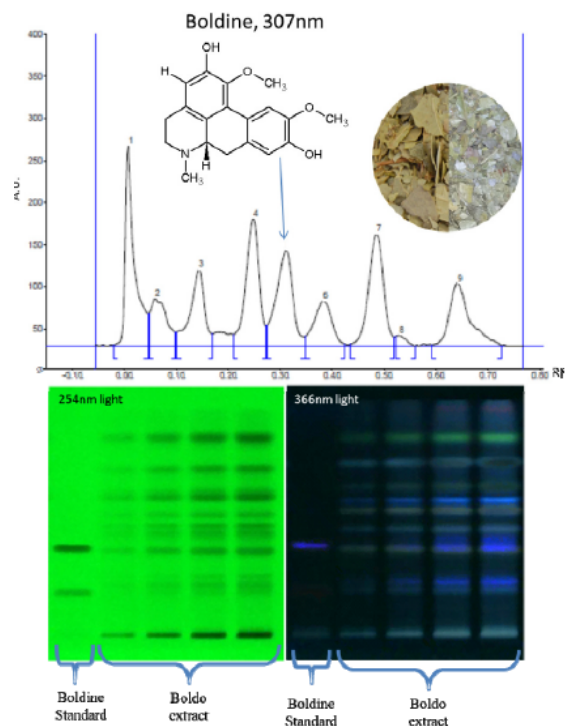 Boldine, 307nm
400
350
300
250
200
150
100
50
0
OH
H
O
CH3
O
CH3
OH
N
H
CH3
1
2
3
4
6
7
8
9
-0.10
0.00
0.10
0.20
0.30
0.40
0.50
0.60
0.70
0.80
254nm light
366nm light
Boldine
Standard
Boldo
extract
Boldine
Standard
Boldo
extract